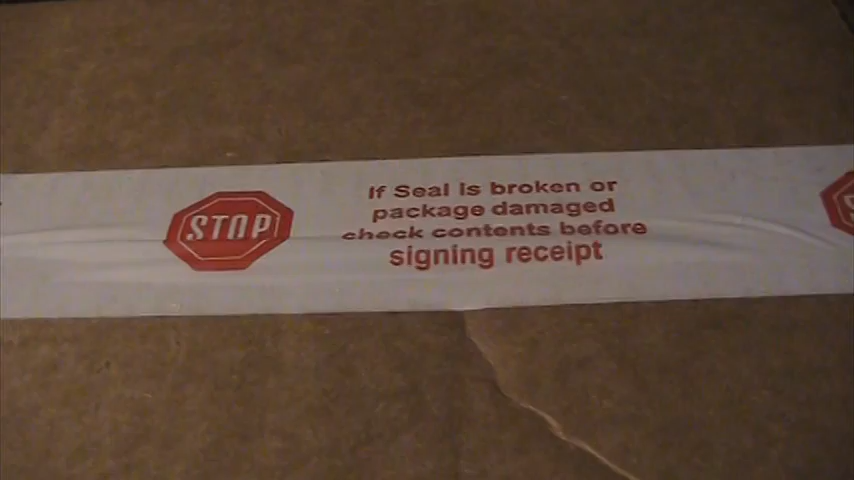 STOP
If Seal is broken or
package damaged
check contents before
signing receipt
S